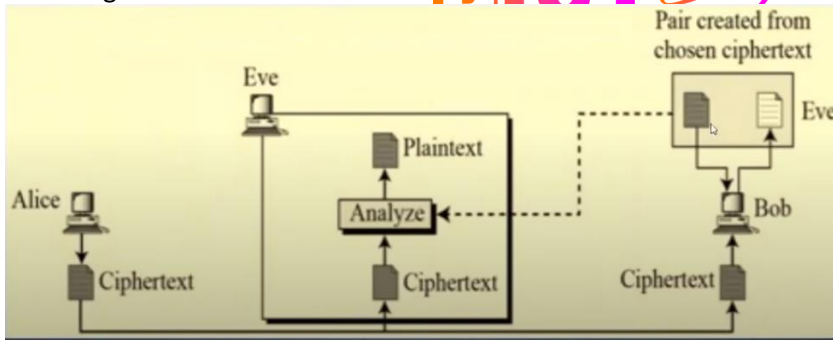 Pair created from
chosen ciphertext
Eve
Eve
Plaintext
Alice
Analyze
Bob
Ciphertext
Ciphertext
Ciphertext